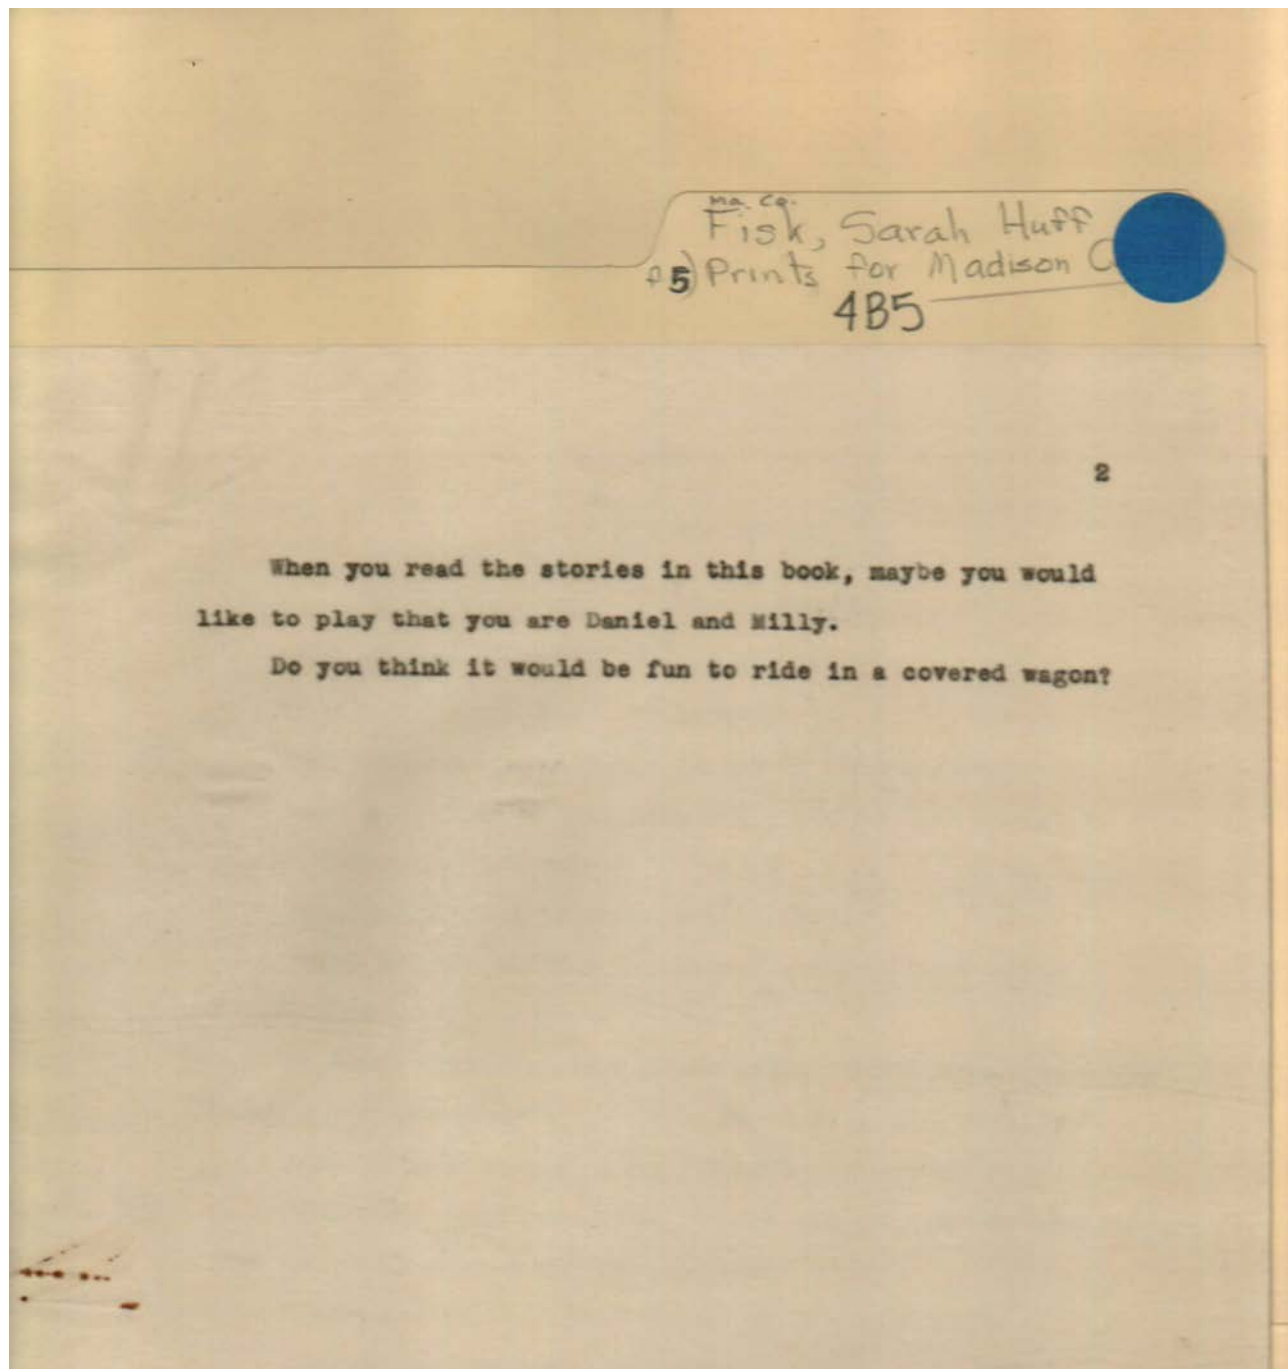 Ma. Co.
Fisk, Sarah Huff
5) Prints for Madison C
4B5
2
When you read the stories in this book, maybe you would
like to play that you are Daniel and Milly.
Do you think it would be fun to ride in a covered wagon?